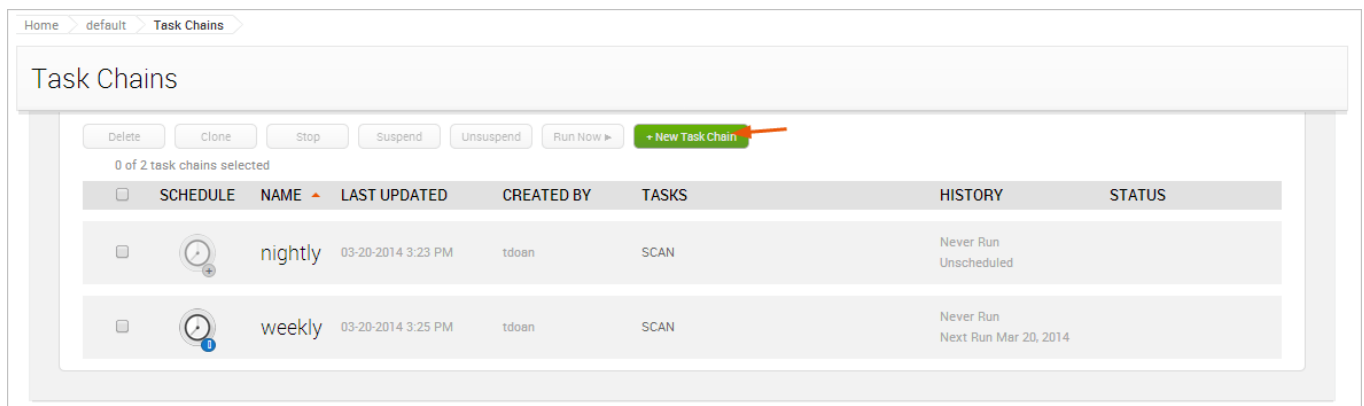 Home default Task Chains
Task Chains
Delete Clone Stop Suspend Unsuspend Run Now ▶ + New Task Chain
0 of 2 task chains selected
SCHEDULE NAME LAST UPDATED CREATED BY TASKS HISTORY STATUS
nightly 03-20-2014 3:23 PM tdoan SCAN Never Run
Unscheduled
weekly 03-20-2014 3:25 PM tdoan SCAN Never Run
Next Run Mar 20, 2014